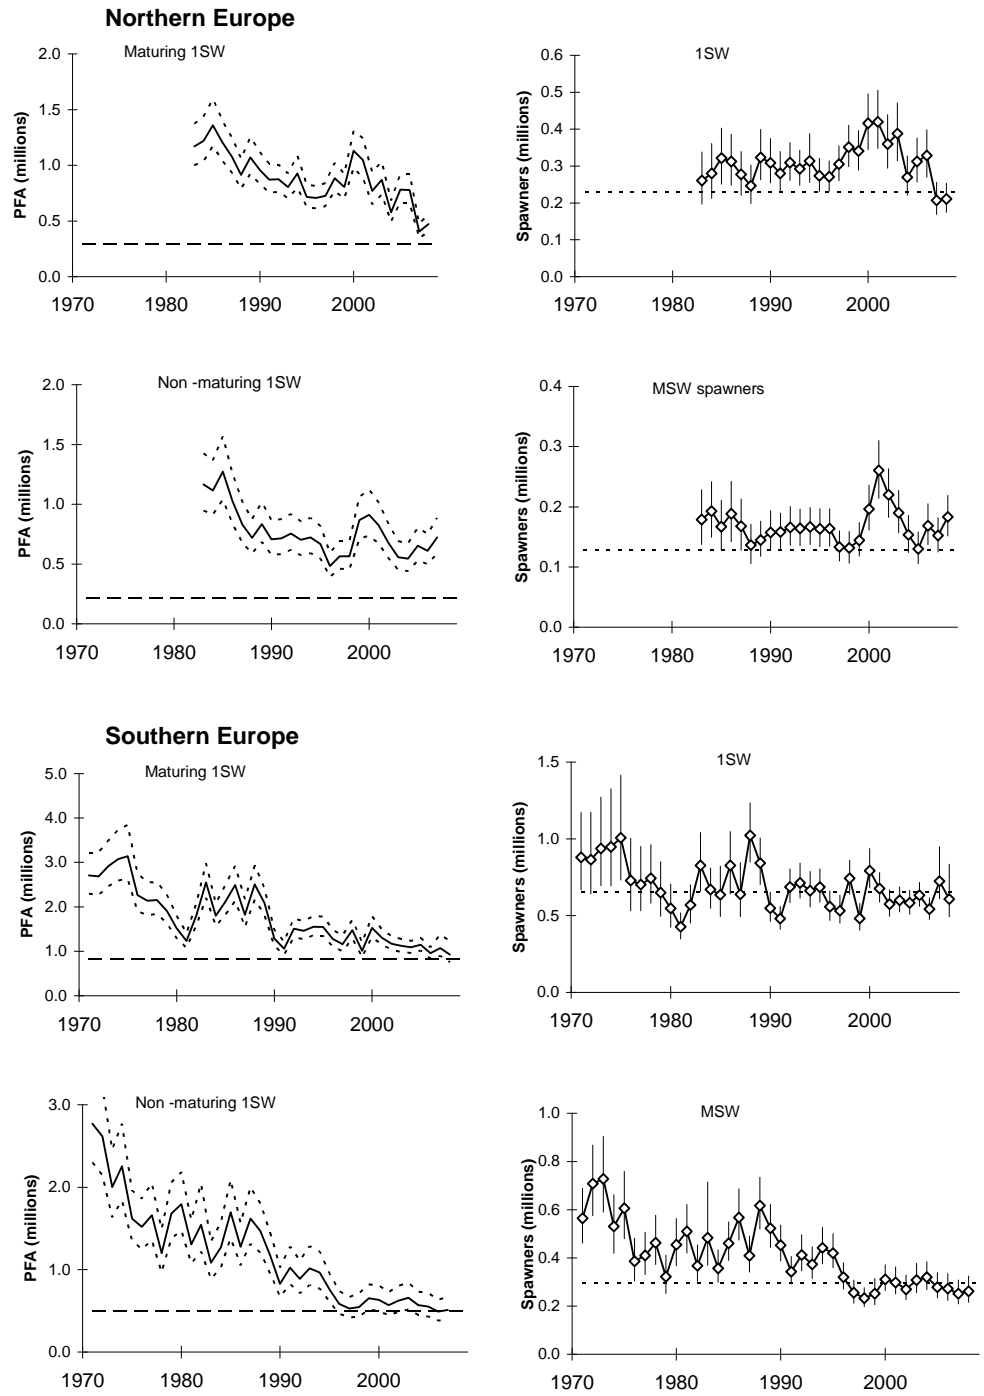 Northern Europe
Maturing 1SW
PFA (millions)
2.0
1.5
1.0
0.5
0.0
1970 1980 1990 2000
1SW
Spawners (millions)
0.6
0.5
0.4
0.3
0.2
0.1
0.0
1970 1980 1990 2000
Non -maturing 1SW
PFA (millions)
2.0
1.5
1.0
0.5
0.0
1970 1980 1990 2000
MSW spawners
Spawners (millions)
0.4
0.3
0.2
0.1
0.0
1970 1980 1990 2000
Southern Europe
Maturing 1SW
PFA (millions)
5.0
4.0
3.0
2.0
1.0
0.0
1970 1980 1990 2000
1SW
Spawners (millions)
1.5
1.0
0.5
0.0
1970 1980 1990 2000
Non -maturing 1SW
PFA (millions)
3.0
2.0
1.0
0.0
1970 1980 1990 2000
MSW
Spawners (millions)
1.0
0.8
0.6
0.4
0.2
0.0
1970 1980 1990 2000